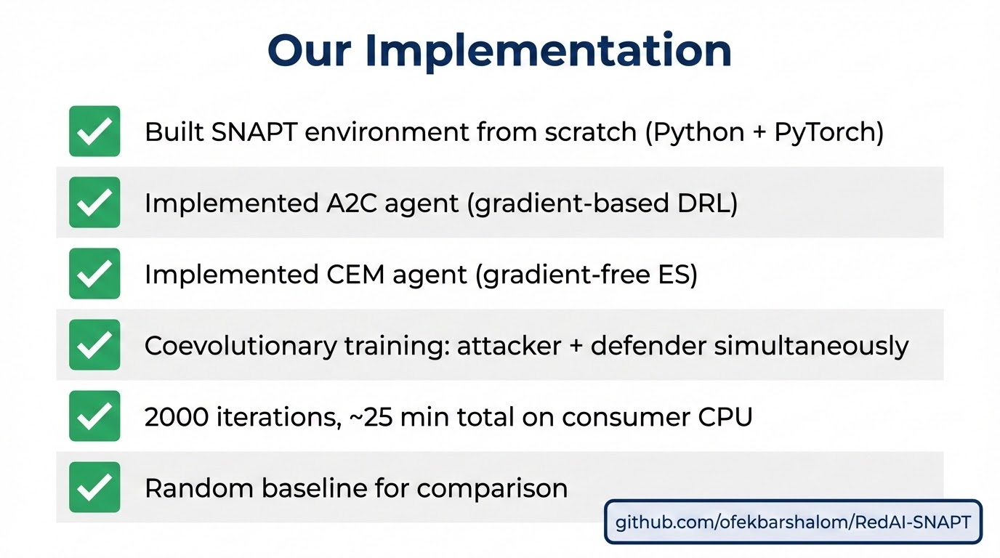 Our Implementation
Built SNAPT environment from scratch (Python + PyTorch)
Implemented A2C agent (gradient-based DRL)
Implemented CEM agent (gradient-free ES)
Coevolutionary training: attacker + defender simultaneously
2000 iterations, ~25 min total on consumer CPU
Random baseline for comparison
github.com/ofekbarshalom/RedAI-SNAPT